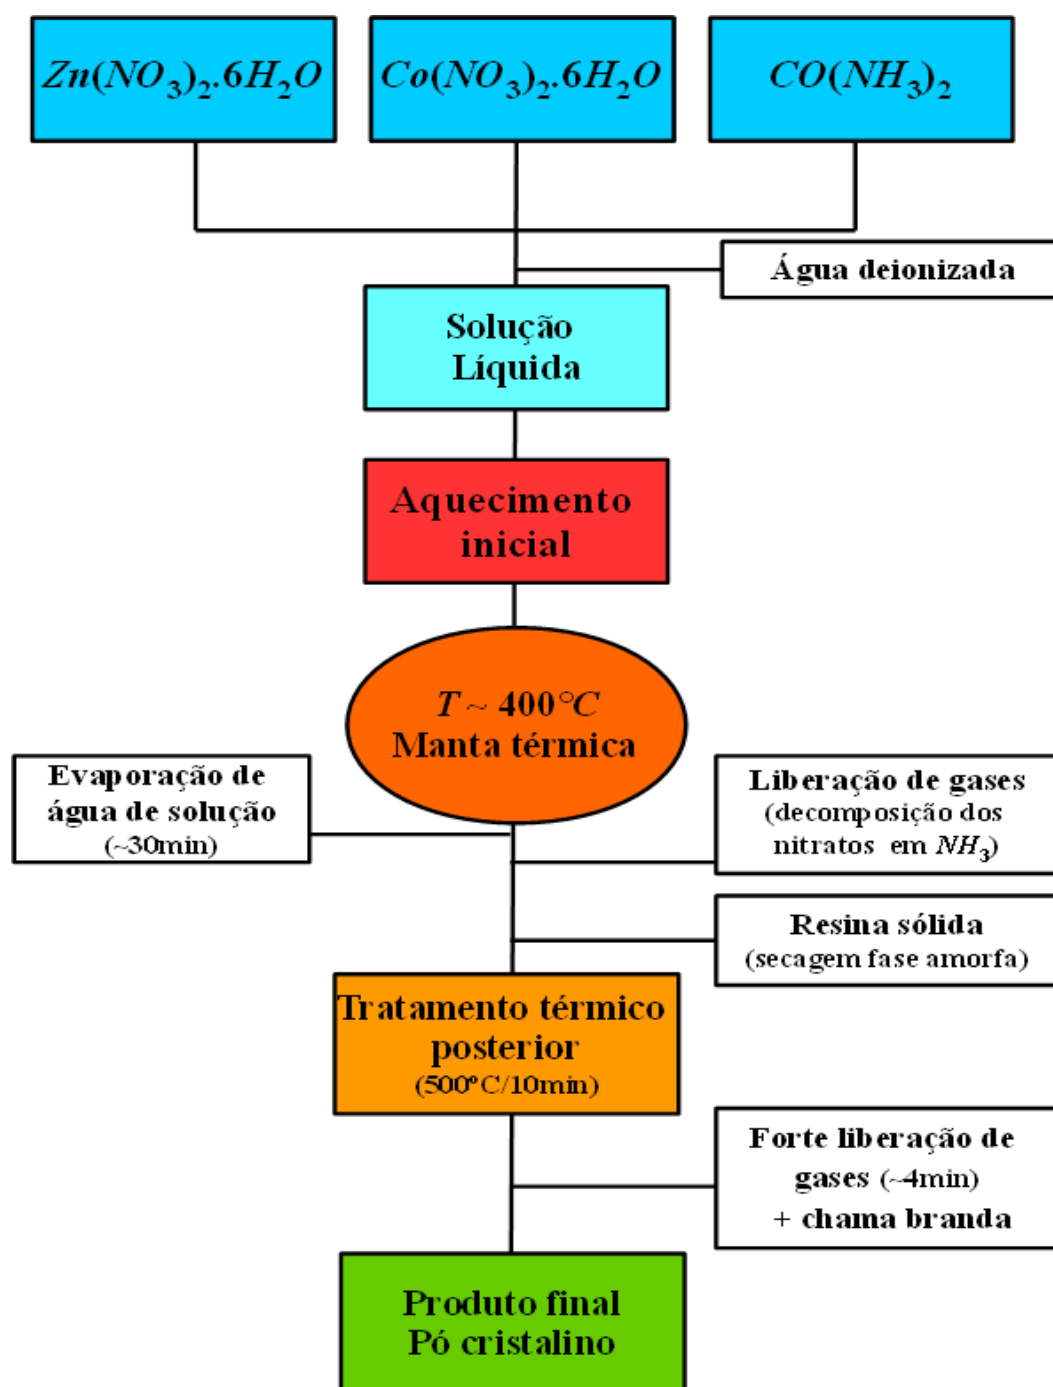 Zn(NO₃)₂.6H₂O
Co(NO₃)₂.6H₂O
CO(NH₃)₂
Água deionizada
Solução
Líquida
Aquecimento
inicial
T ~ 400°C
Manta térmica
Evaporação de
água de solução
(~30min)
Liberação de gases
(decomposição dos
nitratos em NH₃)
Resina sólida
(secagem fase amorfa)
Tratamento térmico
posterior
(500ºC/10min)
Forte liberação de
gases (~4min)
+ chama branda
Produto final
Pó cristalino